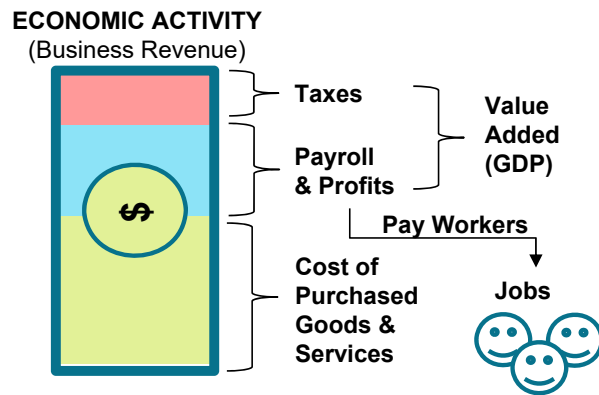 ECONOMIC ACTIVITY
(Business Revenue)
Taxes
Value
Added
(GDP)
Payroll
& Profits
$
Pay Workers
Cost of
Purchased
Goods &
Services
Jobs